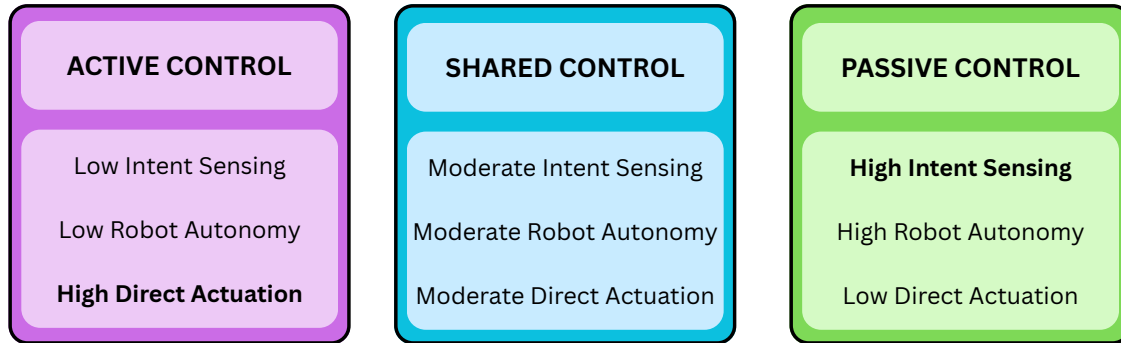 ACTIVE CONTROL
Low Intent Sensing
Low Robot Autonomy
High Direct Actuation
SHARED CONTROL
Moderate Intent Sensing
Moderate Robot Autonomy
Moderate Direct Actuation
PASSIVE CONTROL
High Intent Sensing
High Robot Autonomy
Low Direct Actuation